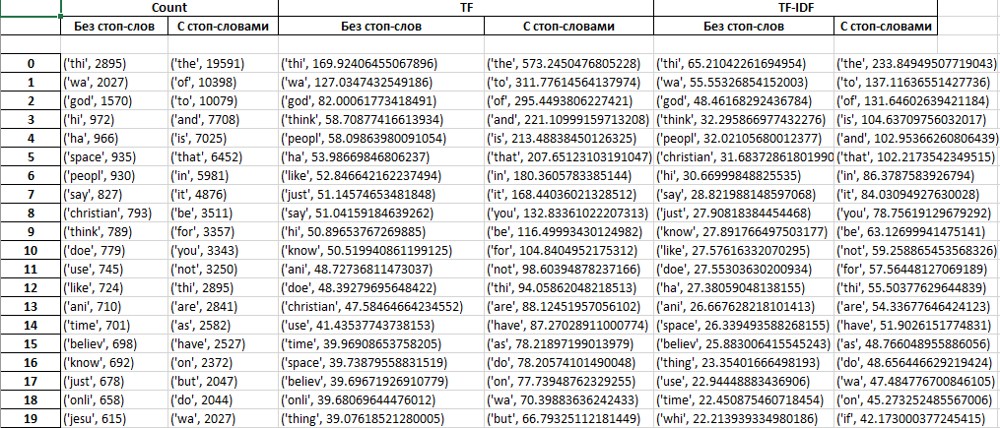 Count TF TF-IDF
Без стоп-слов С стоп-словами Без стоп-слов С стоп-словами Без стоп-слов С стоп-словами
0 ('thi', 2895) ('the', 19591) ('thi', 169.92406455067896) ('the', 573.2450476805228) ('thi', 65.21042261694954) ('the', 233.84949507719043)
1 ('wa', 2027) ('of', 10398) ('wa', 127.0347432549186) ('to', 311.77614564137974) ('wa', 55.55326854152003) ('to', 137.11636551427736)
2 ('god', 1570) ('to', 10079) ('god', 82.00061773418491) ('of', 295.4493806227421) ('god', 48.46168292436784) ('of', 131.64602639421184)
3 ('hi', 972) ('and', 7708) ('think', 58.70877416613934) ('and', 221.10999159713208) ('think', 32.295866977432276) ('is', 104.63709756032017)
4 ('ha', 966) ('is', 7025) ('peopl', 58.09863980091054) ('is', 213.48838450126325) ('peopl', 32.02105680012377) ('and', 102.95366260806439)
5 ('space', 935) ('that', 6452) ('ha', 53.98669846806237) ('that', 207.65123103191047) ('christian', 31.68372861801990 ('that', 102.2173542349515)
6 ('peopl', 930) ('in', 5981) ('like', 52.846642162237494) ('in', 180.3605783385144) ('hi', 30.66999848825535) ('in', 86.3787583926794)
7 ('say', 827) ('it', 4876) ('just', 51.14574653481848) ('it', 168.44036021328512) ('say', 28.821988148597068) ('it', 84.03094927630028)
8 ('christian', 793) ('be', 3511) ('say', 51.04159184639262) ('you', 132.83361022207213) ('just', 27.90818384454468) ('you', 78.75619129679292)
9 ('think', 789) ('for', 3357) ('hi', 50.89653767269885) ('be', 116.49993430124982) ('know', 27.891766497503177) ('be', 63.12699941475141)
10 ('doe', 779) ('you', 3343) ('know', 50.519940861199125) ('for', 104.8404952175312) ('like', 27.57616332070295) ('not', 59.258865453568326)
11 ('use', 745) ('not', 3250) ('ani', 48.72736811473037) ('not', 98.60394878237166) ('doe', 27.55303630200934) ('for', 57.56448127069189)
12 ('like', 724) ('thi', 2895) ('doe', 48.39279695648422) ('thi', 94.05862048218513) ('ha', 27.38059048138155) ('thi', 55.50377629644839)
13 ('ani', 710) ('are', 2841) ('christian', 47.58464664234552) ('are', 88.12451957056102) ('ani', 26.667628218101413) ('are', 54.33677646424123)
14 ('time', 701) ('as', 2582) ('use', 41.43537743738153) ('have', 87.27028911000774) ('space', 26.339493588268155) ('have', 51.9026151774831)
15 ('believ', 698) ('have', 2527) ('time', 39.96908653758205) ('as', 78.21897199013979) ('believ', 25.883006415545243) ('as', 48.766048955886056)
16 ('know', 692) ('on', 2372) ('space', 39.73879558831519) ('do', 78.20574101490048) ('thing', 23.35401666498193) ('do', 48.656446629219424)
17 ('just', 678) ('but', 2047) ('believ', 39.69671926910779) ('on', 77.73948762329255) ('use', 22.94448883436906) ('wa', 47.484776700846105)
18 ('onli', 658) ('do', 2044) ('onli', 39.68069644476012) ('wa', 70.39883636242433) ('time', 22.450875460718454) ('on', 45.273252485567006)
19 ('jesu', 615) ('wa', 2027) ('thing', 39.07618521280005) ('but', 66.79325112181449) ('whi', 22.213939334980186) ('if', 42.173000377245415)